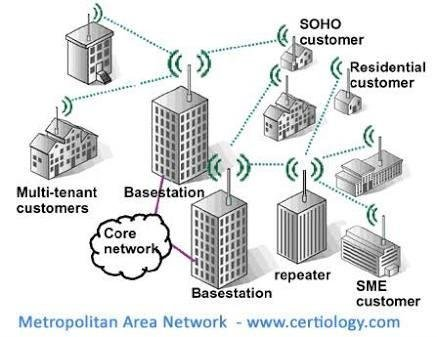 SOHO
customer
Residential
customer
Multi-tenant
customers
Basestation
Core
network
Basestation
repeater
SME
customer
Metropolitan Area Network - www.certiology.com